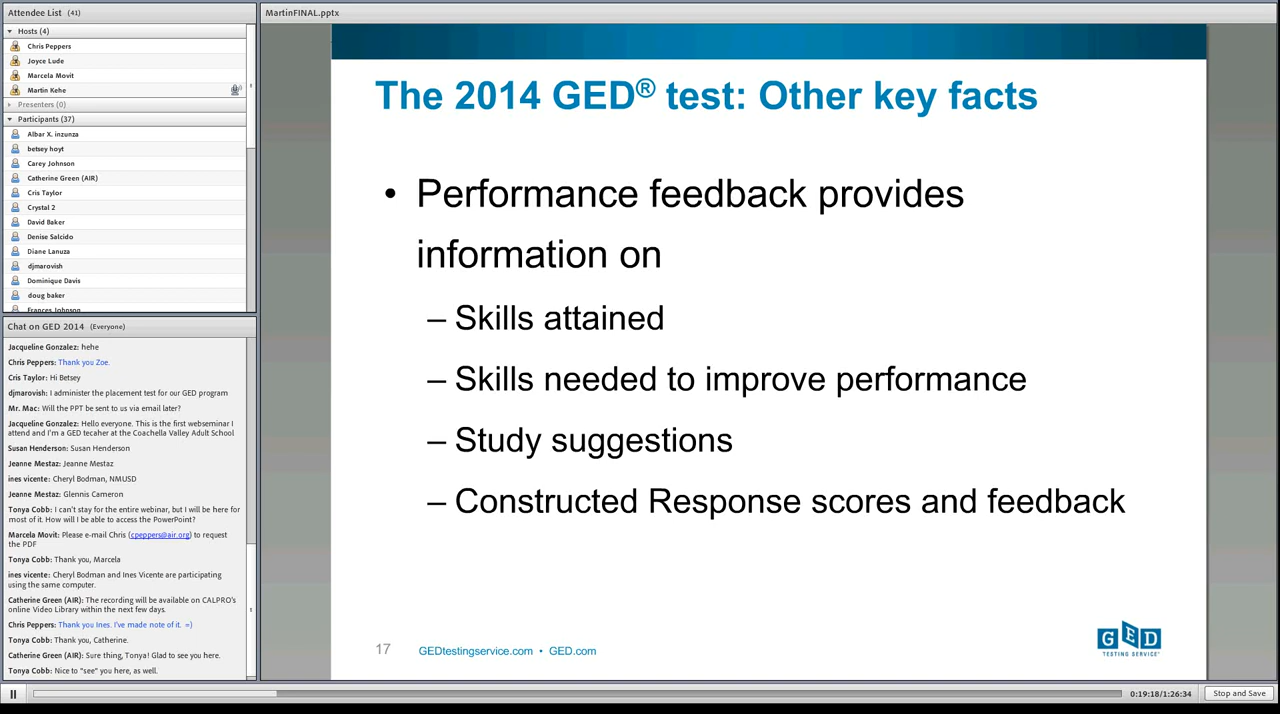 Attendee List (41)
Hosts (4)
Chris Peppers
Joyce Lude
Marcela Movit
Martin Kehe
Presenters (0)
Participants (37)
Albar X. inzunza
betsey hoyt
Carey Johnson
Catherine Green (AIR)
Cris Taylor
Crystal 2
David Baker
Denise Salcido
Diane Lanuza
djmarovish
Dominique Davis
doug baker
Frances Johnson
Chat on GED 2014 (Everyone)
Jacqueline Gonzalez: hehe
Chris Peppers: Thank you Zoe.
Cris Taylor: Hi Betsey
djmarovish: I administer the placement test for our GED program
Mr. Mac: Will the PPT be sent to us via email later?
Jacqueline Gonzalez: Hello everyone. This is the first webseminar I
attend and I'm a GED tecaher at the Coachella Valley Adult School
Susan Henderson: Susan Henderson
Jeanne Mestaz: Jeanne Mestaz
ines vicente: Cheryl Bodman, NMUSD
Jeanne Mestaz: Glennis Cameron
Tonya Cobb: I can't stay for the entire webinar, but I will be here for
most of it. How will I be able to access the PowerPoint?
Marcela Movit: Please e-mail Chris (cpeppers@air.org) to request
the PDF
Tonya Cobb: Thank you, Marcela
ines vicente: Cheryl Bodman and Ines Vicente are participating
using the same computer.
Catherine Green (AIR): The recording will be available on CALPRO's
online Video Library within the next few days.
Chris Peppers: Thank you Ines. I've made note of it. =)
Tonya Cobb: Thank you, Catherine.
Catherine Green (AIR): Sure thing, Tonya! Glad to see you here.
Tonya Cobb: Nice to "see" you here, as well.
MartinFINAL.pptx
The 2014 GED® test: Other key facts
• Performance feedback provides
information on
– Skills attained
– Skills needed to improve performance
– Study suggestions
– Constructed Response scores and feedback
17
GEDtestingservice.com • GED.com
GED
TESTING SERVICE®
0:19:18/1:26:34
Stop and Save